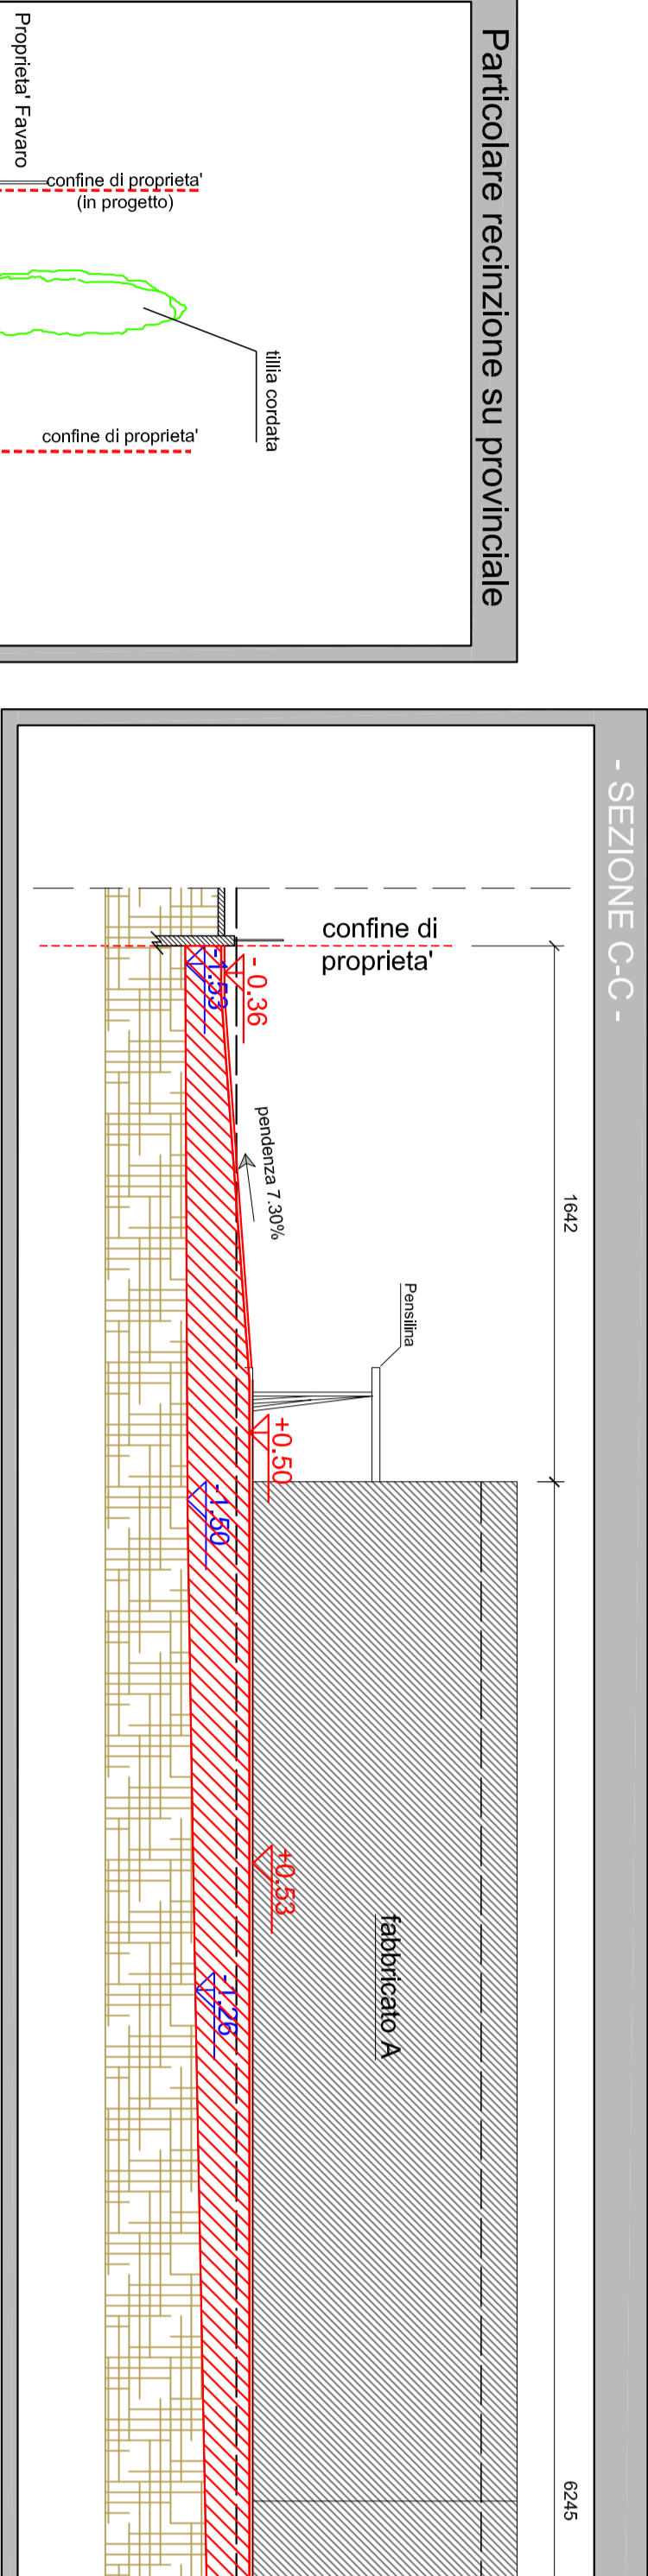 Particolare recinzione su provinciale
Proprieta' Favaro
confine di proprieta'
(in progetto)
tillia cordata
confine di proprieta'
- SEZIONE C-C -
confine di
proprieta'
1642
- 0.36
-1.53
pendenza 7.30%
Pensilina
+0.50
-1.50
+0.53
fabbricato A
-1.26
6245